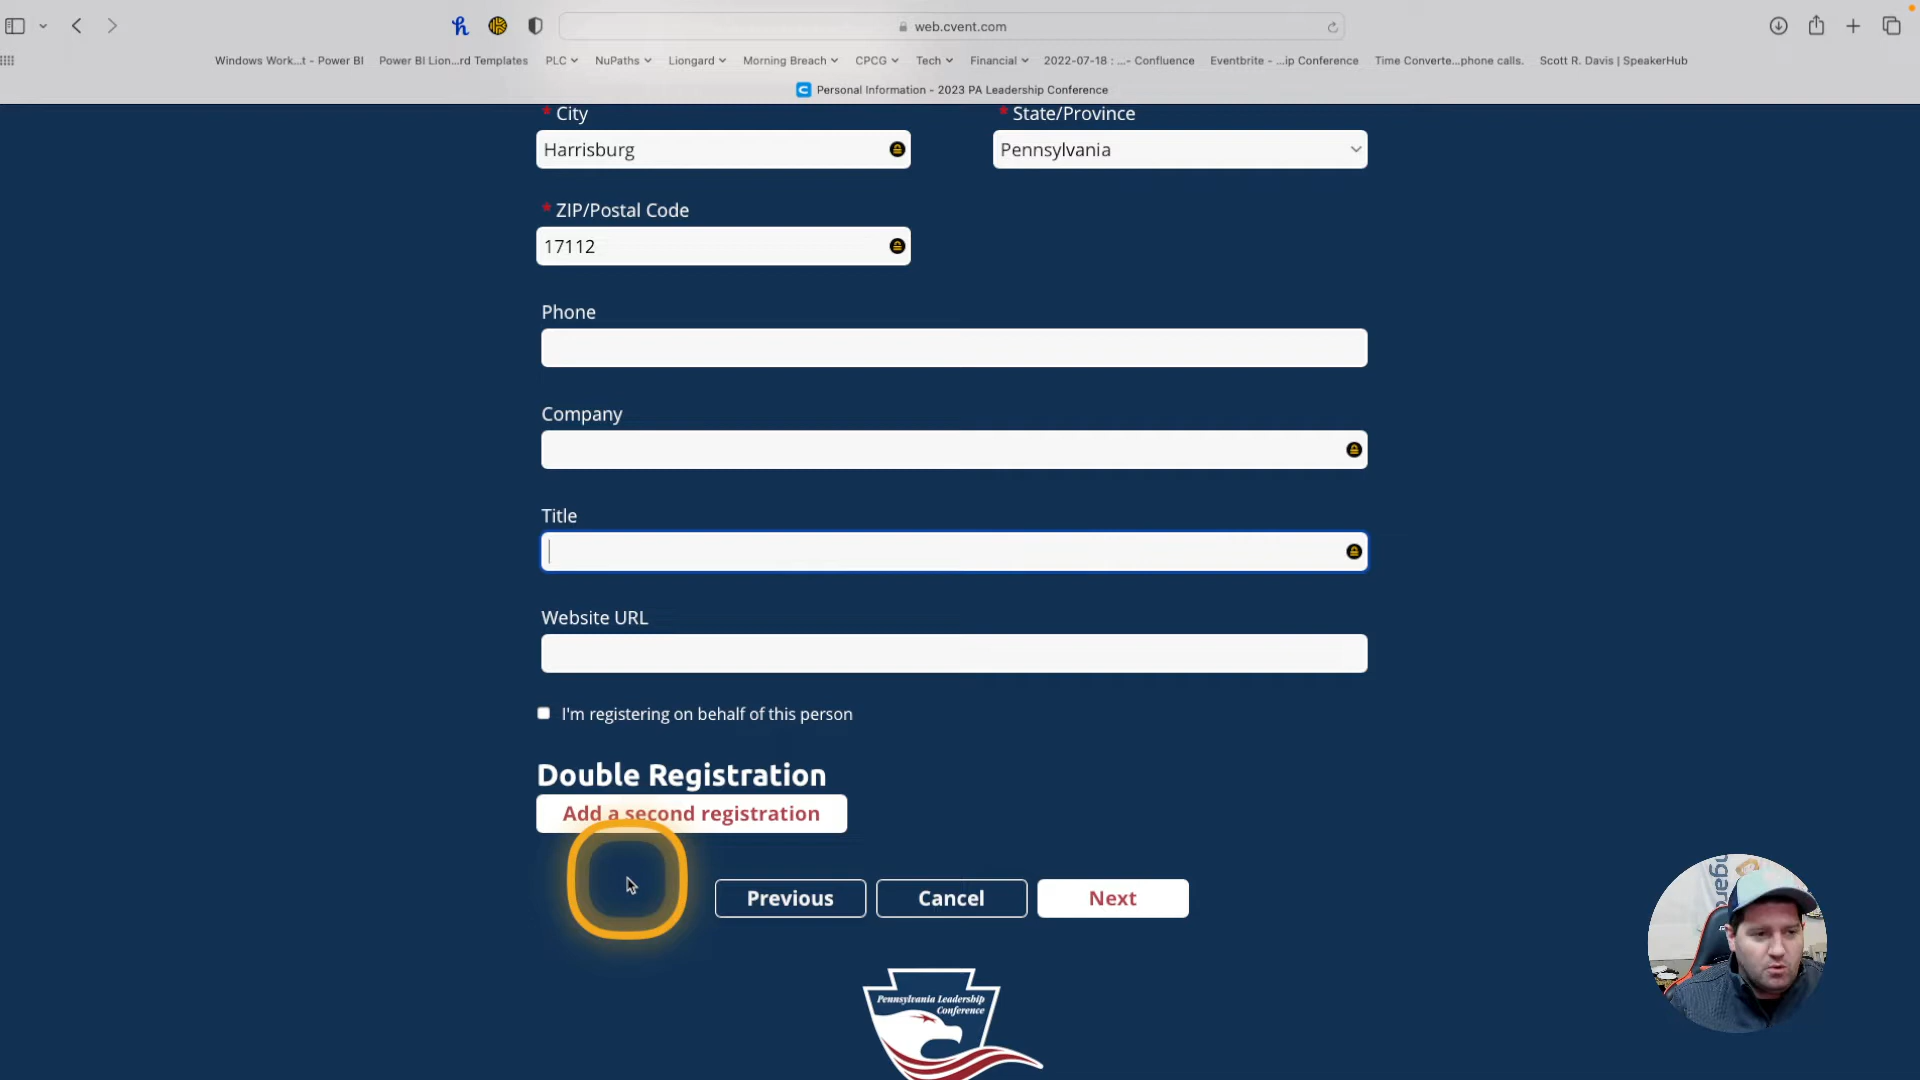 web.cvent.com
Windows Work...t - Power BI Power BI Lion...rd Templates PLC NuPaths Liongard Morning Breach CPCG Tech Financial 2022-07-18 : ...- Confluence Eventbrite - ...ip Conference Time Converte...phone calls. Scott R. Davis | SpeakerHub
Personal Information - 2023 PA Leadership Conference
* City * State/Province
Harrisburg Pennsylvania
* ZIP/Postal Code
17112
Phone
Company
Title
Website URL
I'm registering on behalf of this person
Double Registration
Add a second registration
Previous Cancel Next
Pennsylvania Leadership
Conference